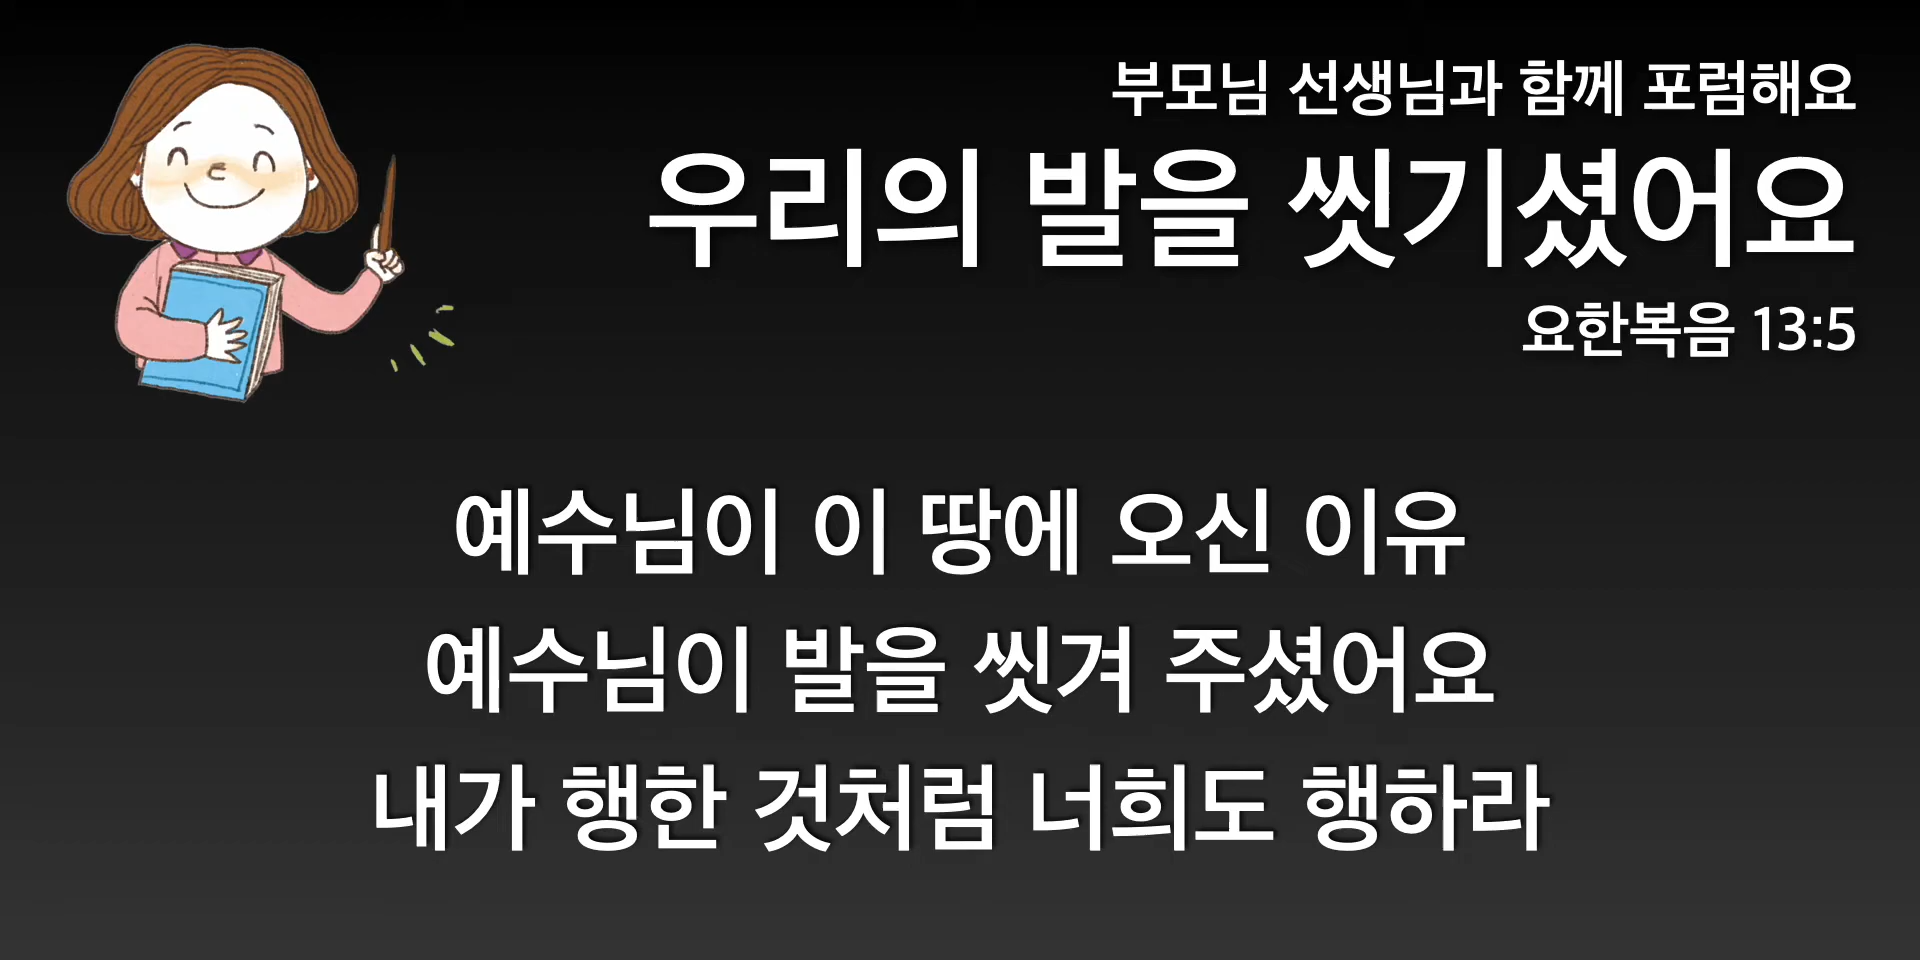 부모님 선생님과 함께 포럼해요
우리의 발을 씻기셨어요
요한복음 13:5
예수님이 이 땅에 오신 이유
예수님이 발을 씻겨 주셨어요
내가 행한 것처럼 너희도 행하라